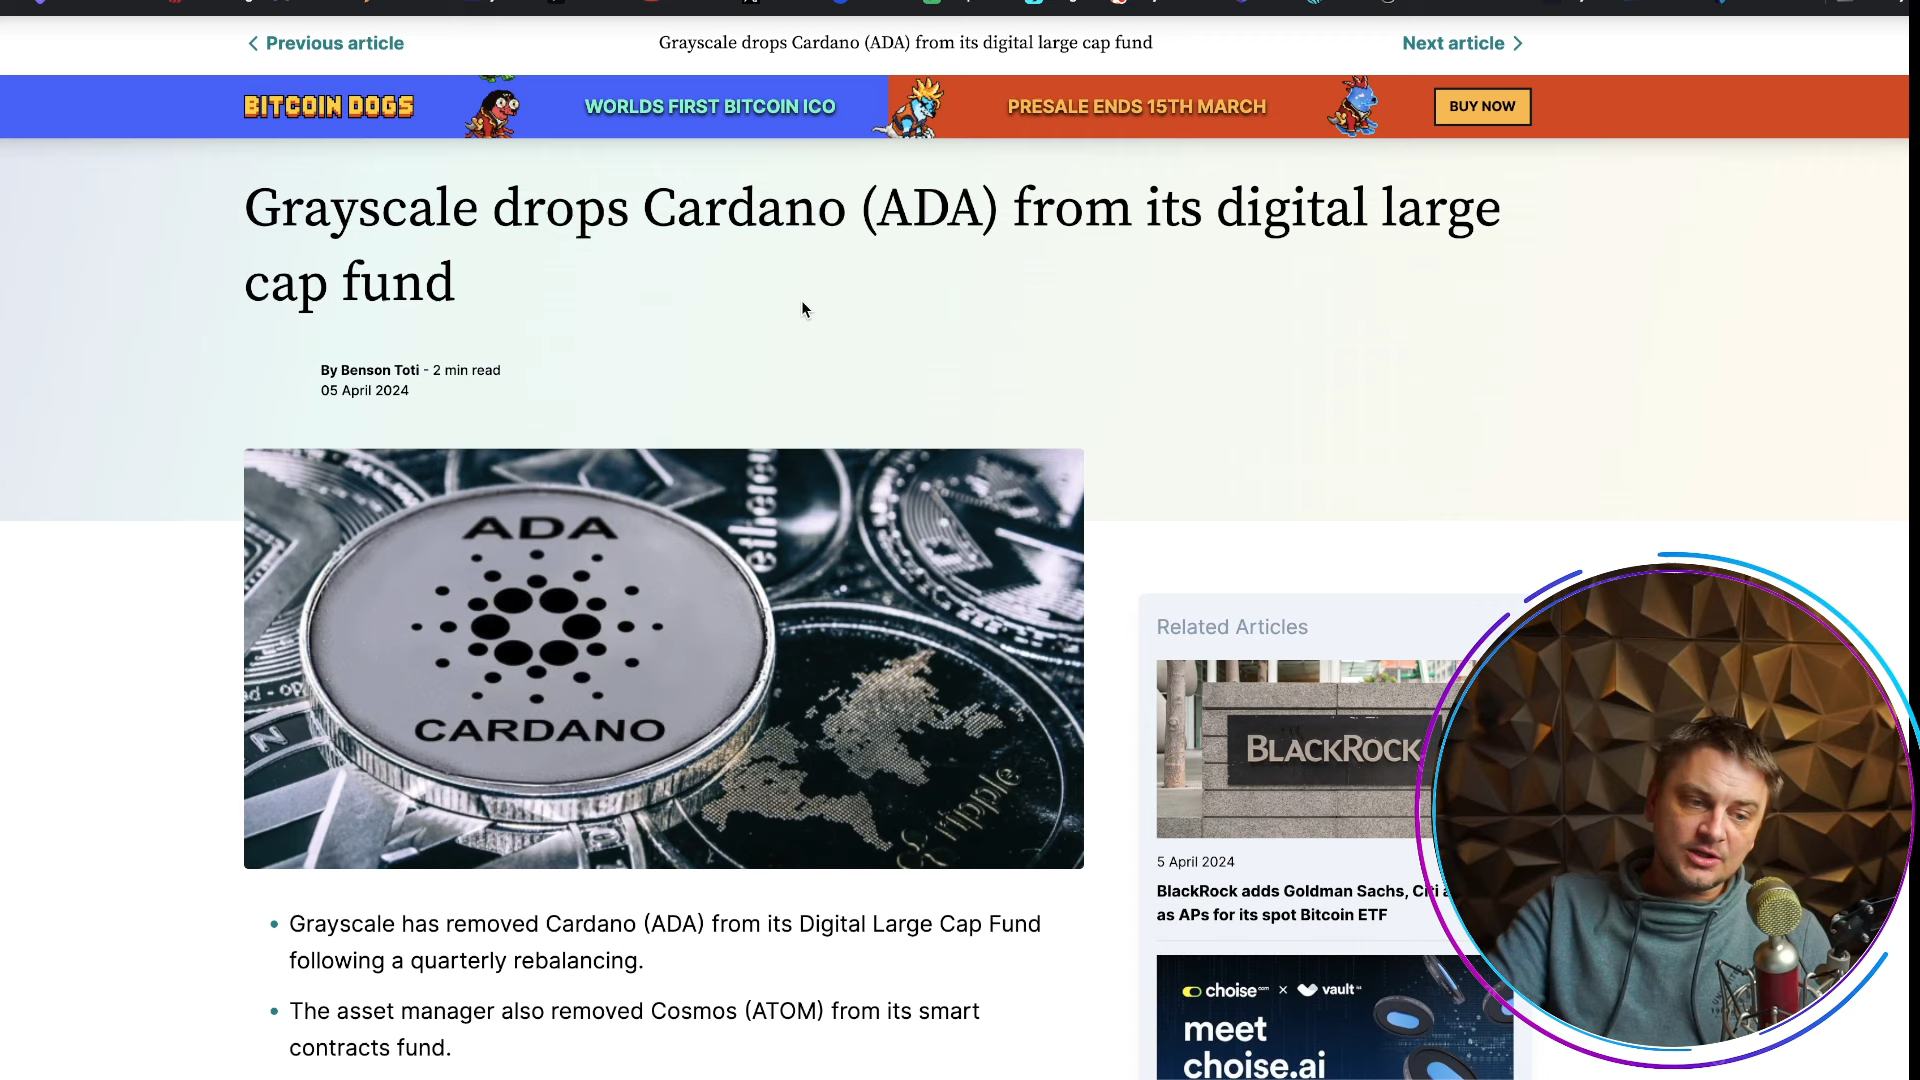 Previous article
Grayscale drops Cardano (ADA) from its digital large cap fund
Next article
BITCOIN DOGS
WORLDS FIRST BITCOIN ICO
PRESALE ENDS 15TH MARCH
BUY NOW
Grayscale drops Cardano (ADA) from its digital large
cap fund
By Benson Toti - 2 min read
05 April 2024
ADA
CARDANO
ethereu
ripple
Related Articles
BLACKROCK
5 April 2024
BlackRock adds Goldman Sachs, Citi a
as APs for its spot Bitcoin ETF
choise.com × vault
meet
choise.ai
Grayscale has removed Cardano (ADA) from its Digital Large Cap Fund
following a quarterly rebalancing.
The asset manager also removed Cosmos (ATOM) from its smart
contracts fund.